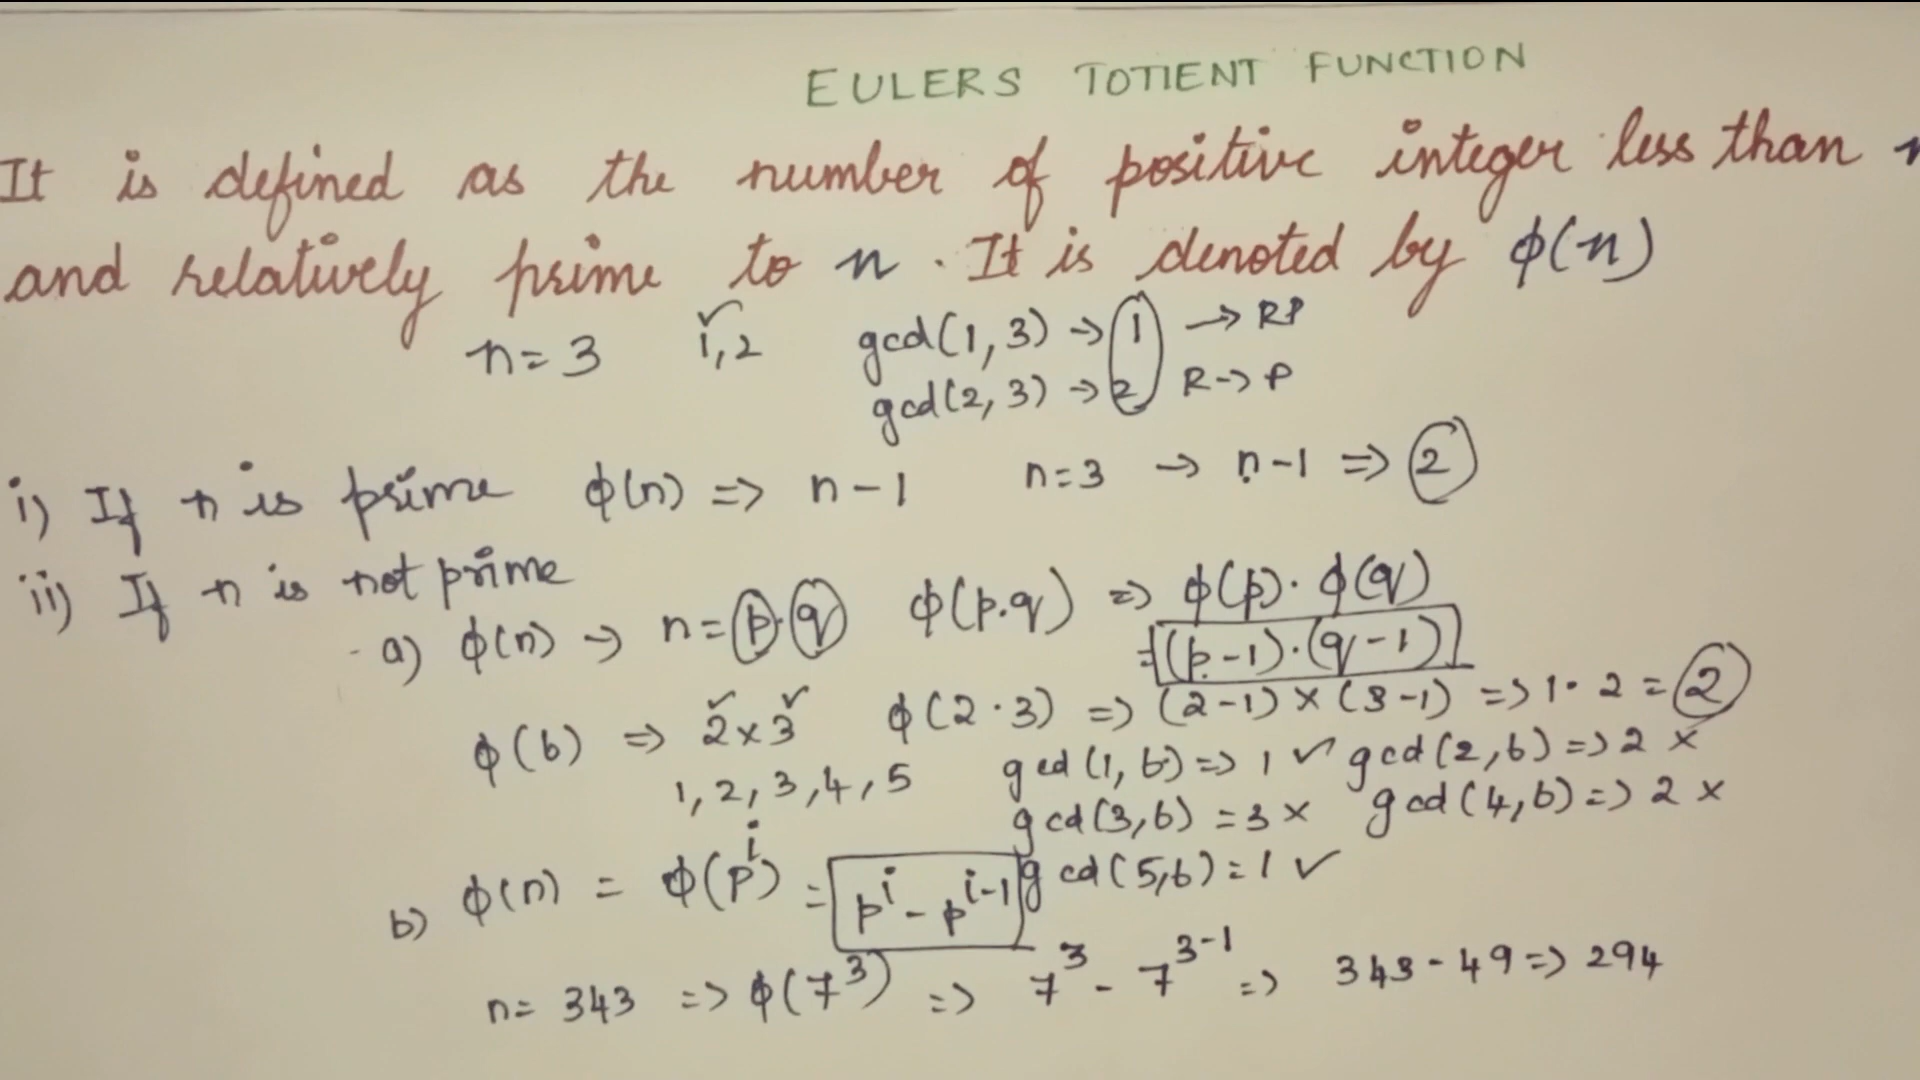 EULERS TOTIENT FUNCTION
It is defined as the number of positive integer less than n
and relatively prime to n. It is denoted by ϕ(n)
n=3 1,2 gcd(1,3) → 1 → RP
gcd(2,3) → 2 R→P
i) If n is prime ϕ(n) => n-1 n=3 → n-1 => 2
ii) If n is not prime
a) ϕ(n) → n=p.q ϕ(p.q) => ϕ(p).ϕ(q)
=(p-1).(q-1)
ϕ(6) => 2x3 ϕ(2.3) => (2-1)x(3-1) => 1.2 = 2
1,2,3,4,5 gcd(1,6) => 1 ✓ gcd(2,6) => 2 x
gcd(3,6) = 3 x gcd(4,6) => 2 x
gcd(5,6) = 1 ✓
b) ϕ(n) = ϕ(p^i) = p^i - p^i-1
n= 343 => ϕ(7^3) => 7^3 - 7^3-1 => 343-49 => 294